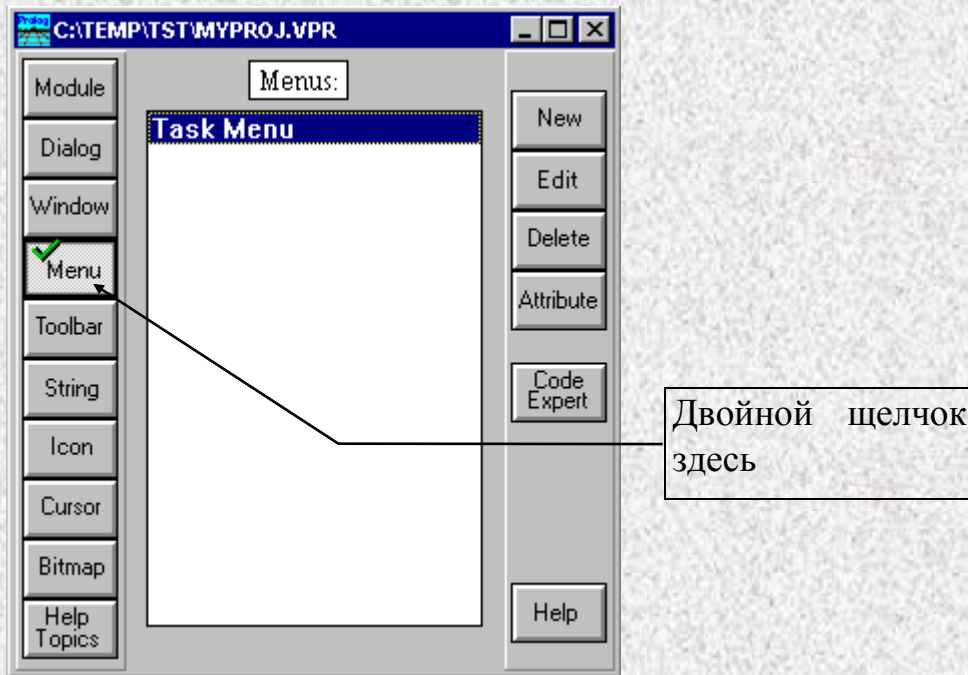 C:\TEMP\TST\MYPROJ.VPR
Module
Dialog
Window
Menu
Toolbar
String
Icon
Cursor
Bitmap
Help
Topics
Menus:
Task Menu
New
Edit
Delete
Attribute
Code
Expert
Help
Двойной щелчок
здесь
Prolog